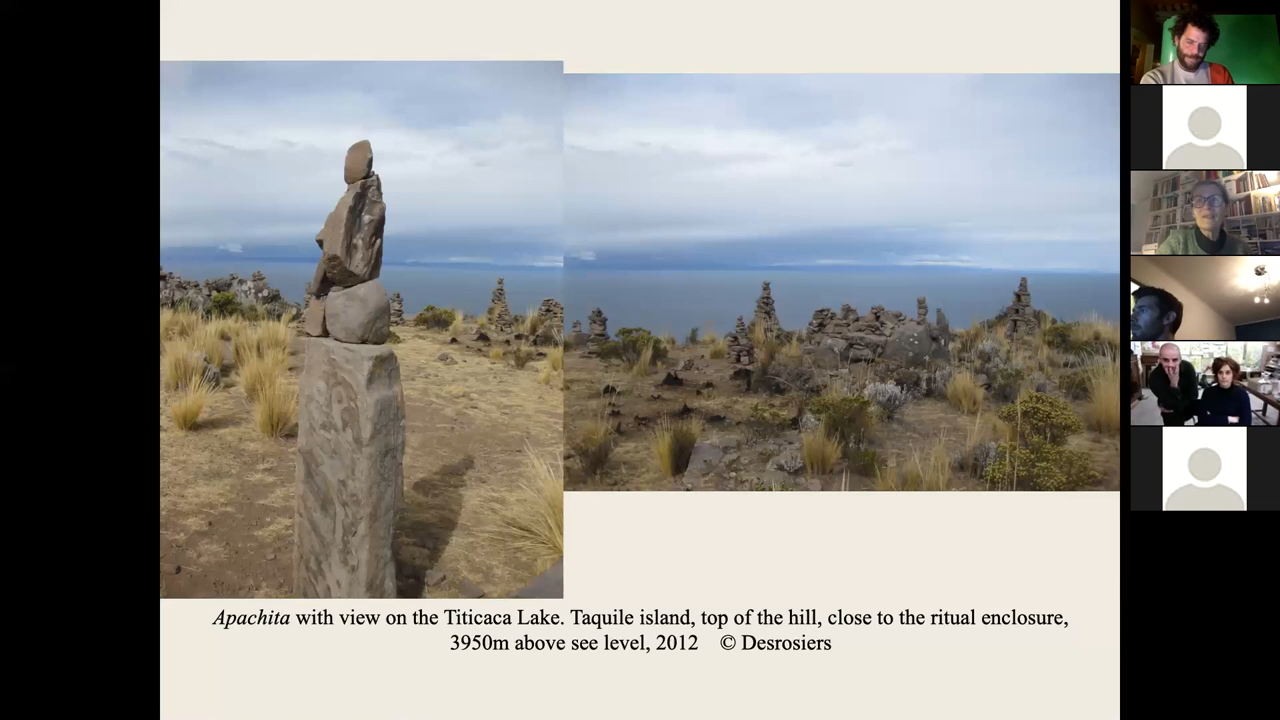 Apachita with view on the Titicaca Lake. Taquile island, top of the hill, close to the ritual enclosure,
3950m above see level, 2012 © Desrosiers